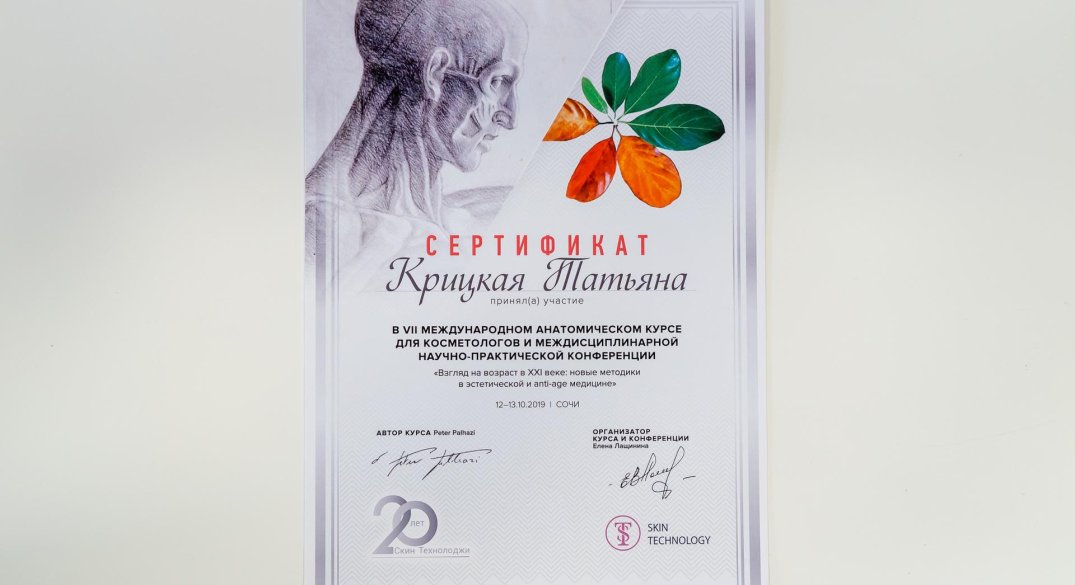 СЕРТИФИКАТ
Крицкая Татьяна
принял(а) участие
В VII МЕЖДУНАРОДНОМ АНАТОМИЧЕСКОМ КУРСЕ
ДЛЯ КОСМЕТОЛОГОВ И МЕЖДИСЦИПЛИНАРНОЙ
НАУЧНО-ПРАКТИЧЕСКОЙ КОНФЕРЕНЦИИ
«Взгляд на возраст в XXI веке: новые методики
в эстетической и anti-age медицине»
12–13.10.2019 | СОЧИ
АВТОР КУРСА Peter Palhazi
Peter Palhazi
ОРГАНИЗАТОР
КУРСА И КОНФЕРЕНЦИИ
Елена Лащинина
20
лет
Скин Технолоджи
SKIN
TECHNOLOGY